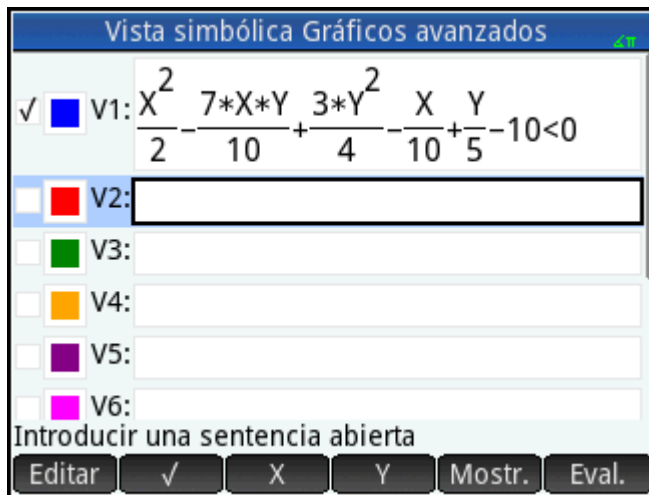 Vista simbólica Gráficos avanzados ∡π
√ V1: X^2/2-7*X*Y/10+3*Y^2/4-X/10+Y/5-10<0
V2:
V3:
V4:
V5:
V6:
Introducir una sentencia abierta
Editar √ X Y Mostr. Eval.